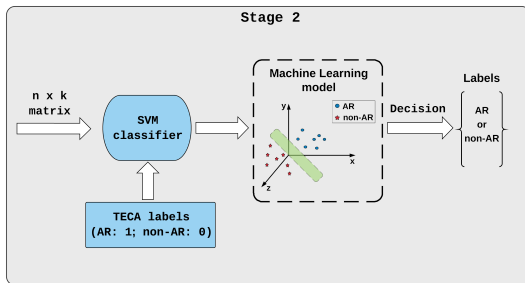 Stage 2
n x k
matrix
SVM
classifier
TECA labels
(AR: 1; non-AR: 0)
Machine Learning
model
y
AR
non-AR
x
z
Decision
Labels
AR
or
non-AR